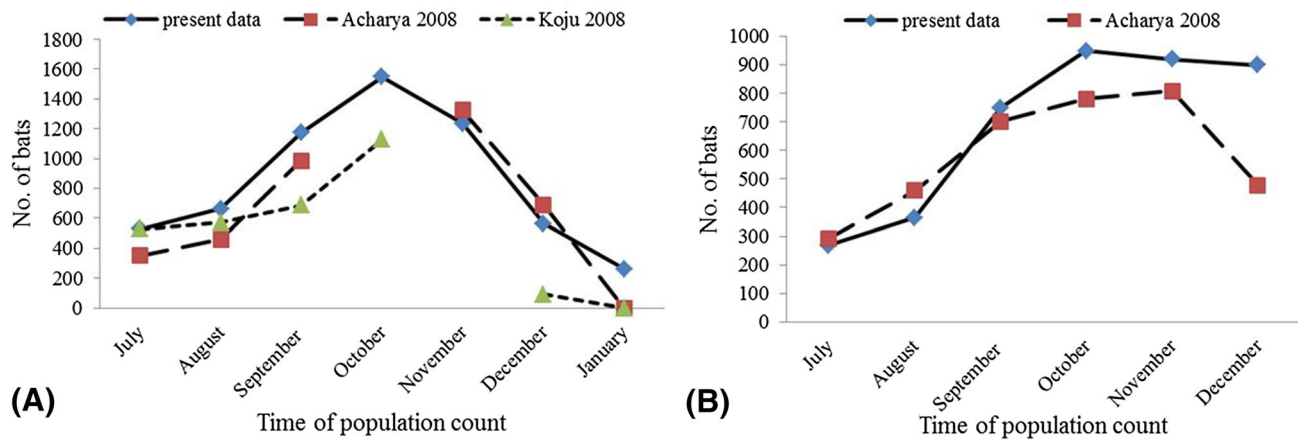 present data Acharya 2008 Koju 2008
1800
1600
1400
1200
1000
800
600
400
200
0
No. of bats
July
August
September
October
November
December
January
Time of population count
(A)
present data Acharya 2008
1000
900
800
700
600
500
400
300
200
100
0
No. of bats
July
August
September
October
November
December
Time of population count
(B)